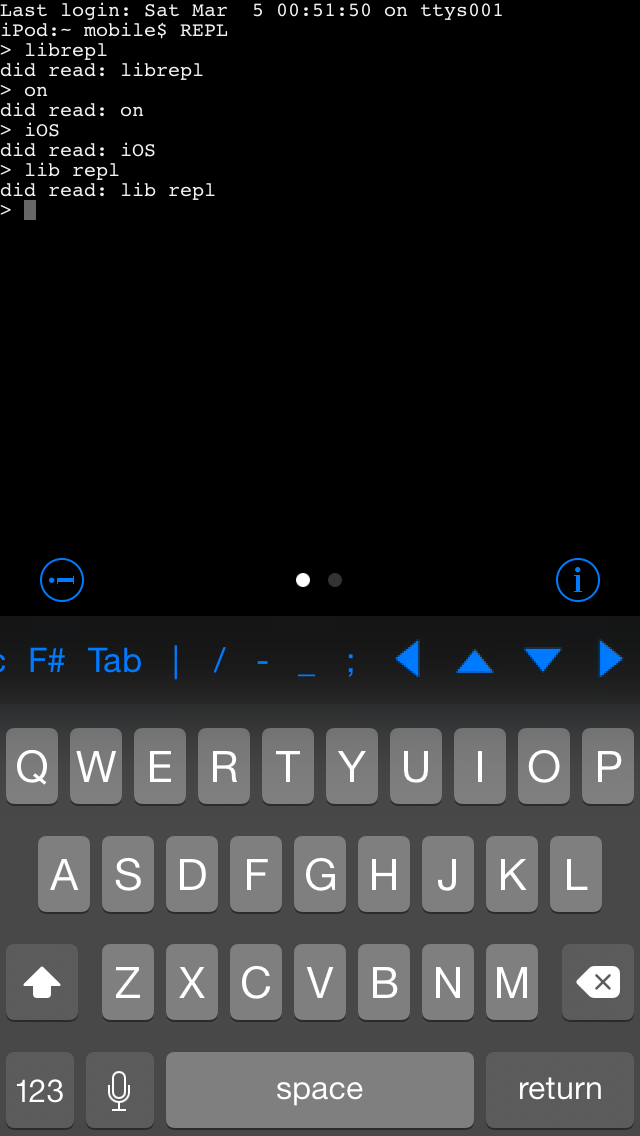 Last login: Sat Mar  5 00:51:50 on ttys001
iPod:~ mobile$ REPL
> librepl
did read: librepl
> on
did read: on
> iOS
did read: iOS
> lib repl
did read: lib repl
>
i
F# Tab | / - _ ;
Q W E R T Y U I O P
A S D F G H J K L
Z X C V B N M
123 space return